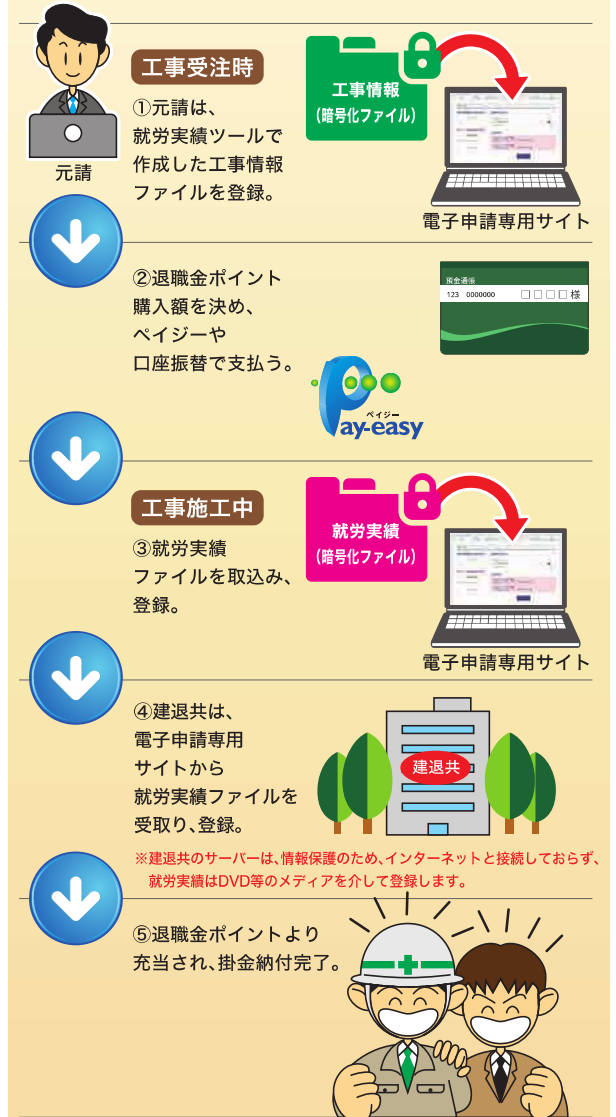 工事受注時
①元請は、
就労実績ツールで
作成した工事情報
ファイルを登録。
元請
工事情報
（暗号化ファイル）
電子申請専用サイト
②退職金ポイント
購入額を決め、
ペイジーや
口座振替で支払う。
預金通帳
123 0000000 □□□□様
ペイジー
Pay-easy
工事施工中
③就労実績
ファイルを取込み、
登録。
就労実績
（暗号化ファイル）
電子申請専用サイト
④建退共は、
電子申請専用
サイトから
就労実績ファイルを
受取り、登録。
建退共
※建退共のサーバーは、情報保護のため、インターネットと接続しておらず、
就労実績はDVD等のメディアを介して登録します。
⑤退職金ポイントより
充当され、掛金納付完了。